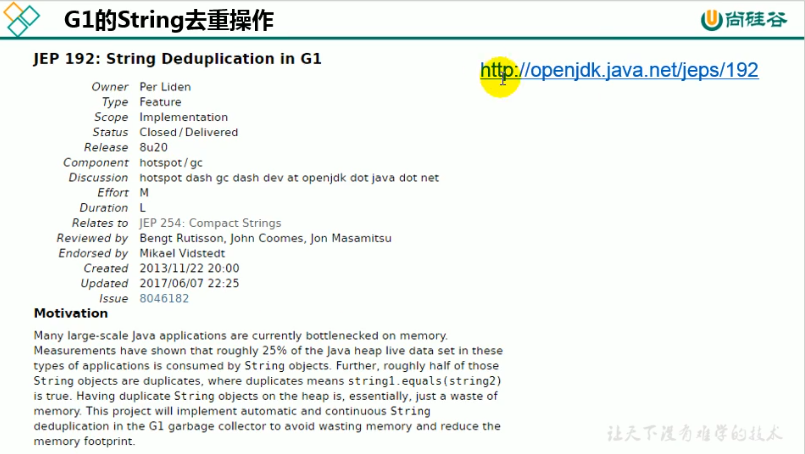 G1的String去重操作
尚硅谷
JEP 192: String Deduplication in G1
http://openjdk.java.net/jeps/192
Owner Per Liden
Type Feature
Scope Implementation
Status Closed / Delivered
Release 8u20
Component hotspot / gc
Discussion hotspot dash gc dash dev at openjdk dot java dot net
Effort M
Duration L
Relates to JEP 254: Compact Strings
Reviewed by Bengt Rutisson, John Coomes, Jon Masamitsu
Endorsed by Mikael Vidstedt
Created 2013/11/22 20:00
Updated 2017/06/07 22:25
Issue 8046182
Motivation
Many large-scale Java applications are currently bottlenecked on memory.
Measurements have shown that roughly 25% of the Java heap live data set in these
types of applications is consumed by String objects. Further, roughly half of those
String objects are duplicates, where duplicates means string1.equals(string2)
is true. Having duplicate String objects on the heap is, essentially, just a waste of
memory. This project will implement automatic and continuous String
deduplication in the G1 garbage collector to avoid wasting memory and reduce the
memory footprint.
让天下没有难学的技术